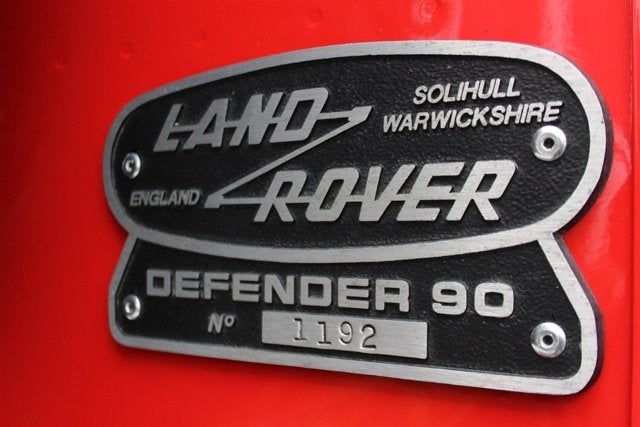 LAND
SOLIHULL
WARWICKSHIRE
ENGLAND
ROVER
DEFENDER 90
Nº 1192